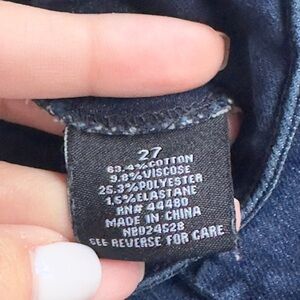 27
63.4%COTTON
9.8%VISCOSE
25.3%POLYESTER
1.5%ELASTANE
RN# 44480
MADE IN CHINA
NBD24528
SEE REVERSE FOR CARE